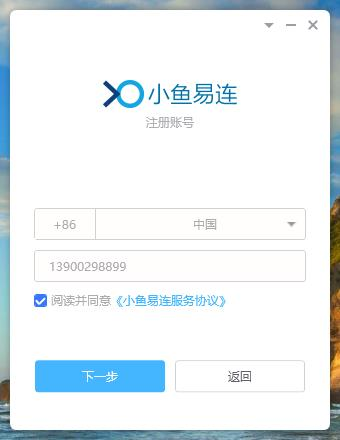 小鱼易连
注册账号
+86 中国
13900298899
阅读并同意《小鱼易连服务协议》
下一步 返回